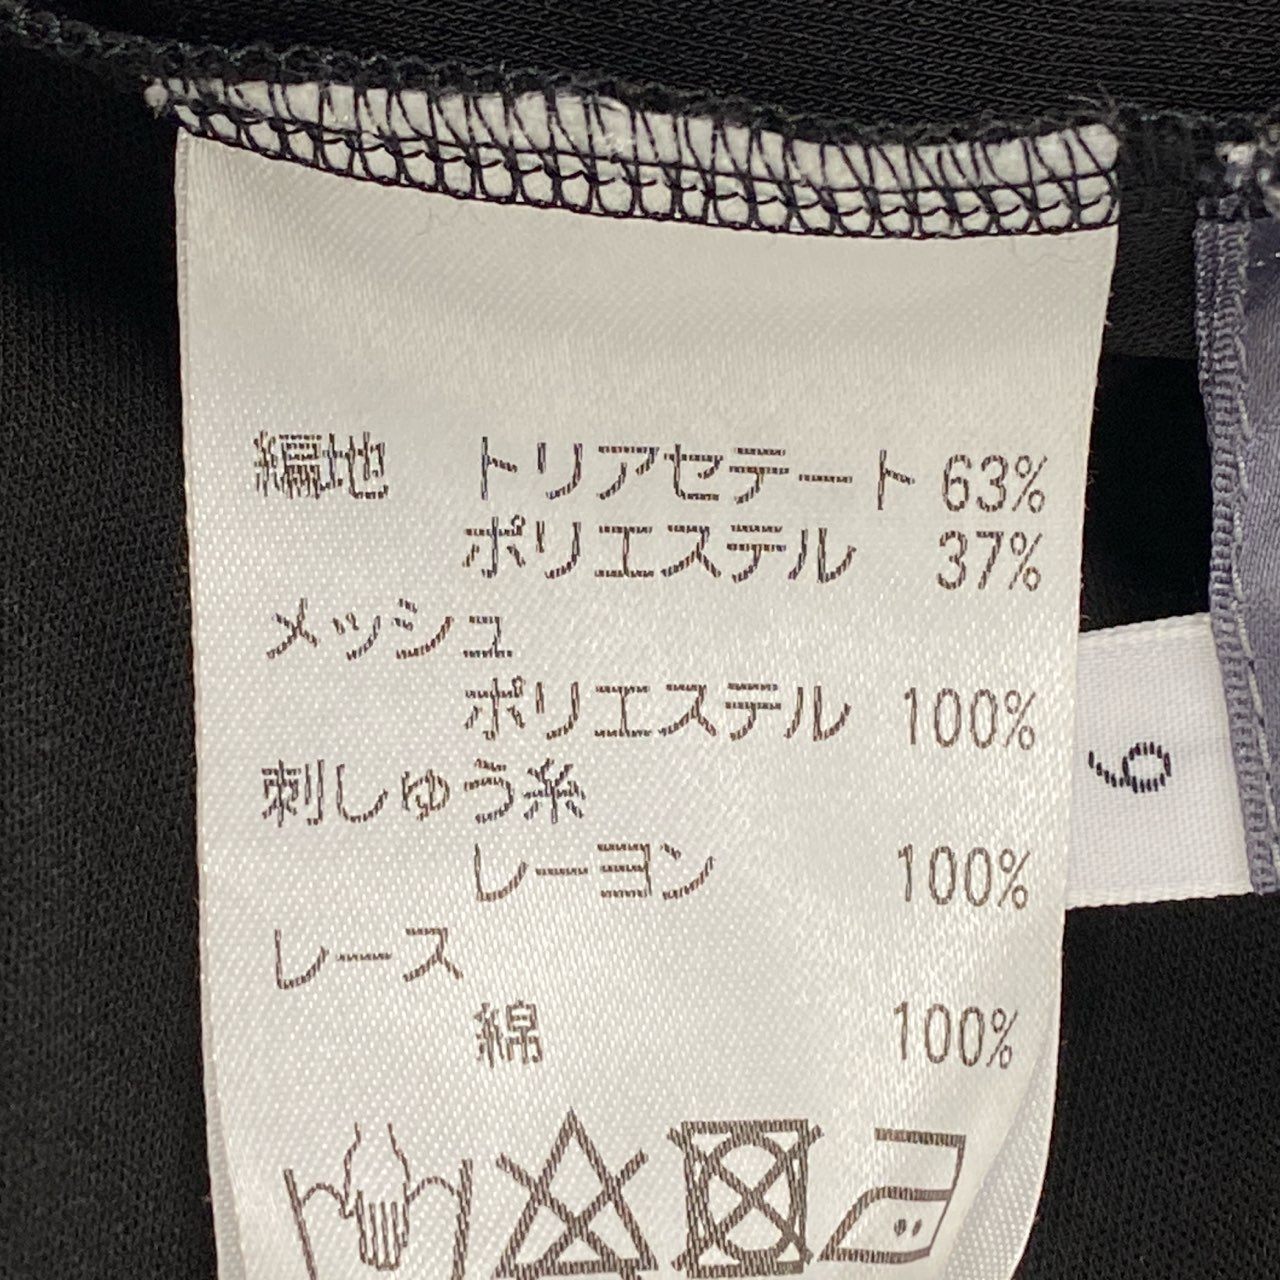 編地 トリアセテート 63%
ポリエステル 37%
メッシュ
ポリエステル 100%
刺しゅう糸
レーヨン 100%
レース
綿 100%